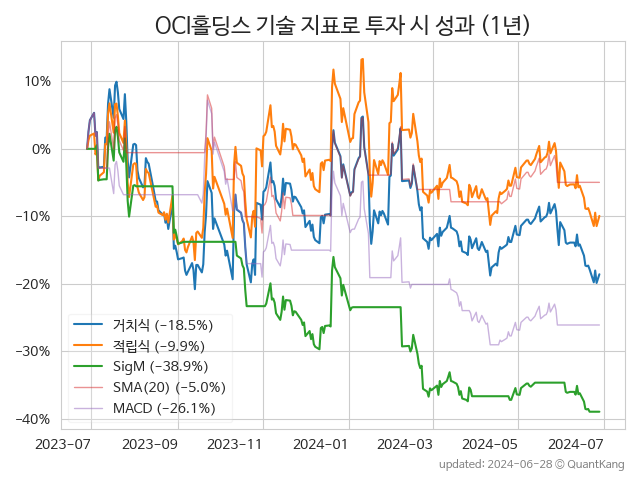 OCI홀딩스 기술 지표로 투자 시 성과 (1년)
10%
0%
−10%
−20%
−30%
−40%
거치식 (−18.5%)
적립식 (−9.9%)
SigM (−38.9%)
SMA(20) (−5.0%)
MACD (−26.1%)
2023-07 2023-09 2023-11 2024-01 2024-03 2024-05 2024-07
updated: 2024-06-28 © QuantKang